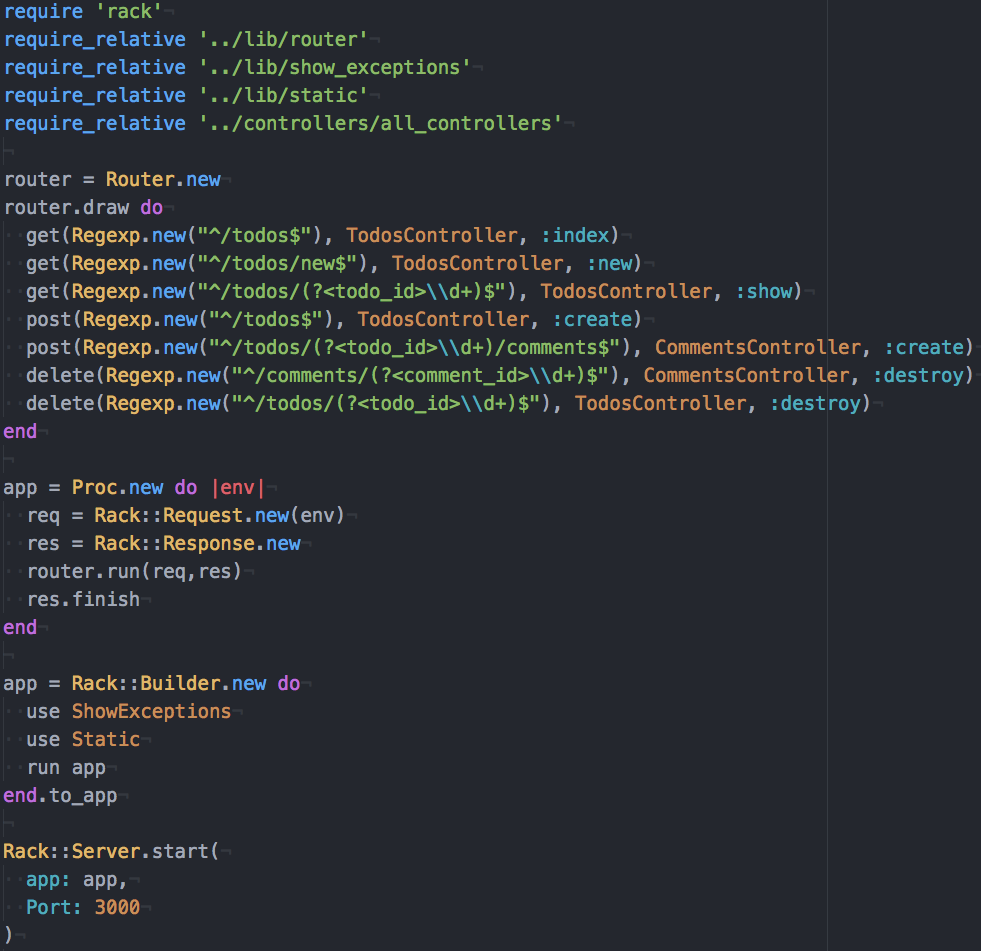 require 'rack'
require_relative '../lib/router'
require_relative '../lib/show_exceptions'
require_relative '../lib/static'
require_relative '../controllers/all_controllers'

router = Router.new
router.draw do
  get(Regexp.new("^/todos$"), TodosController, :index)
  get(Regexp.new("^/todos/new$"), TodosController, :new)
  get(Regexp.new("^/todos/(?<todo_id>\\d+)$"), TodosController, :show)
  post(Regexp.new("^/todos$"), TodosController, :create)
  post(Regexp.new("^/todos/(?<todo_id>\\d+)/comments$"), CommentsController, :create)
  delete(Regexp.new("^/comments/(?<comment_id>\\d+)$"), CommentsController, :destroy)
  delete(Regexp.new("^/todos/(?<todo_id>\\d+)$"), TodosController, :destroy)
end

app = Proc.new do |env|
  req = Rack::Request.new(env)
  res = Rack::Response.new
  router.run(req,res)
  res.finish
end

app = Rack::Builder.new do
  use ShowExceptions
  use Static
  run app
end.to_app

Rack::Server.start(
  app: app,
  Port: 3000
)